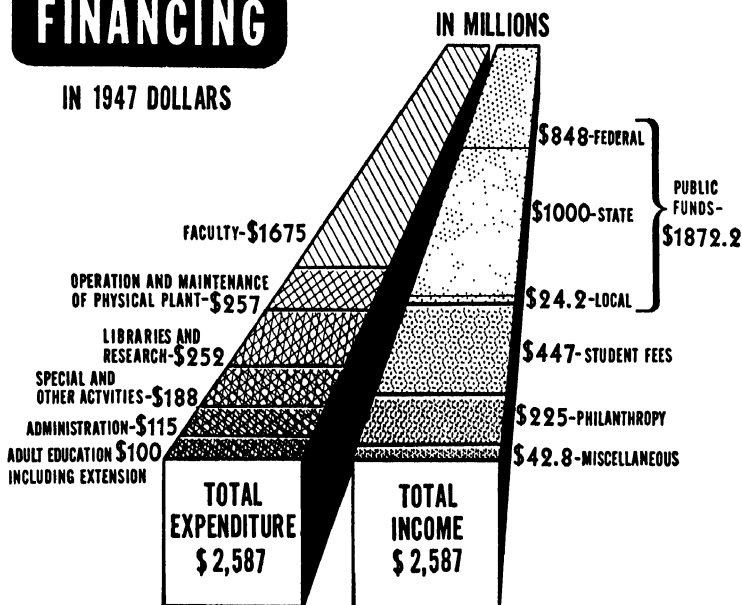 FINANCING
IN 1947 DOLLARS
IN MILLIONS
FACULTY-$1675
OPERATION AND MAINTENANCE
OF PHYSICAL PLANT-$257
LIBRARIES AND
RESEARCH-$252
SPECIAL AND
OTHER ACTVITIES-$188
ADMINISTRATION-$115
ADULT EDUCATION $100
INCLUDING EXTENSION
$848-FEDERAL
$1000-STATE
$24.2-LOCAL
PUBLIC
FUNDS-
$1872.2
$447-STUDENT FEES
$225-PHILANTHROPY
$42.8-MISCELLANEOUS
TOTAL
EXPENDITURE
$2,587
TOTAL
INCOME
$2,587